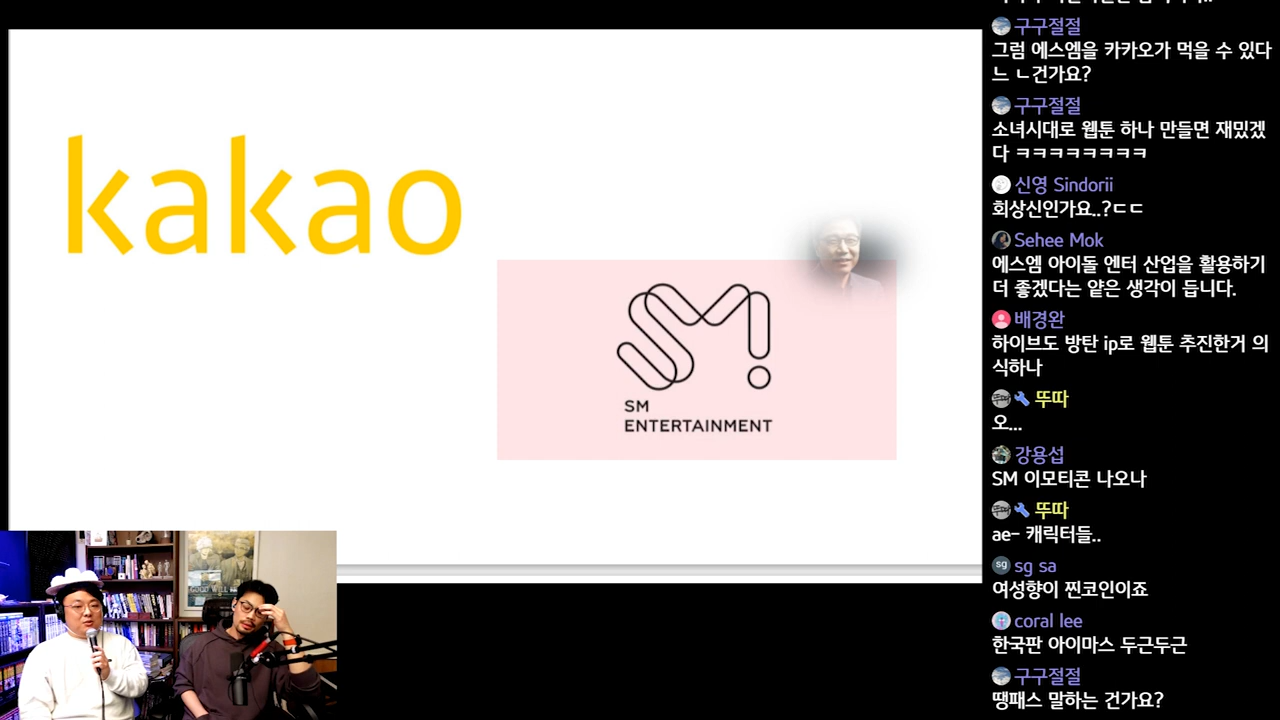 kakao
SM
ENTERTAINMENT
GOOD WILL
구구절절
그럼 에스엠을 카카오가 먹을 수 있다
느 ㄴ건가요?
구구절절
소녀시대로 웹툰 하나 만들면 재밌겠
다 ㅋㅋㅋㅋㅋㅋㅋㅋ
신영 Sindorii
회상신인가요..?ㄷㄷ
Sehee Mok
에스엠 아이돌 엔터 산업을 활용하기
더 좋겠다는 얕은 생각이 듭니다.
배경완
하이브도 방탄 ip로 웹툰 추진한거 의
식하나
뚜따
오...
강용섭
SM 이모티콘 나오나
뚜따
ae- 캐릭터들..
sg sa
여성향이 찐코인이죠
coral lee
한국판 아이마스 두근두근
구구절절
땡패스 말하는 건가요?